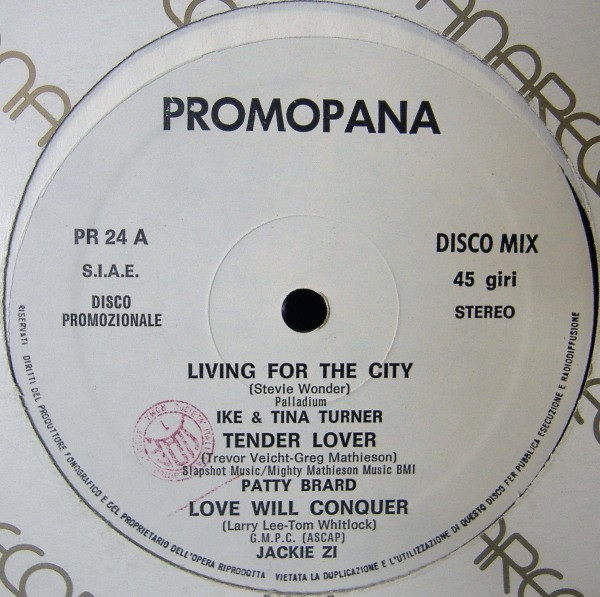 PROMOPANA
PR 24 A
S.I.A.E.
DISCO
PROMOZIONALE
DISCO MIX
45 giri
STEREO
LIVING FOR THE CITY
(Stevie Wonder)
Palladium
IKE & TINA TURNER
TENDER LOVER
(Trevor Veicht-Greg Mathieson)
Slapshot Music/Mighty Mathieson Music BMI
PATTY BRARD
LOVE WILL CONQUER
(Larry Lee-Tom Whitlock)
G.M.P.C. (ASCAP)
JACKIE ZI
RISERVATI DIRITTI DEL PRODUTTORE FONOGRAFICO E DEL PROPRIETARIO DELL'OPERA RIPRODOTTA VIETATA LA DUPLICAZIONE E L'UTILIZZAZIONE DI QUESTO DISCO PER PUBBLICA ESECUZIONE E RADIODIFFUSIONE